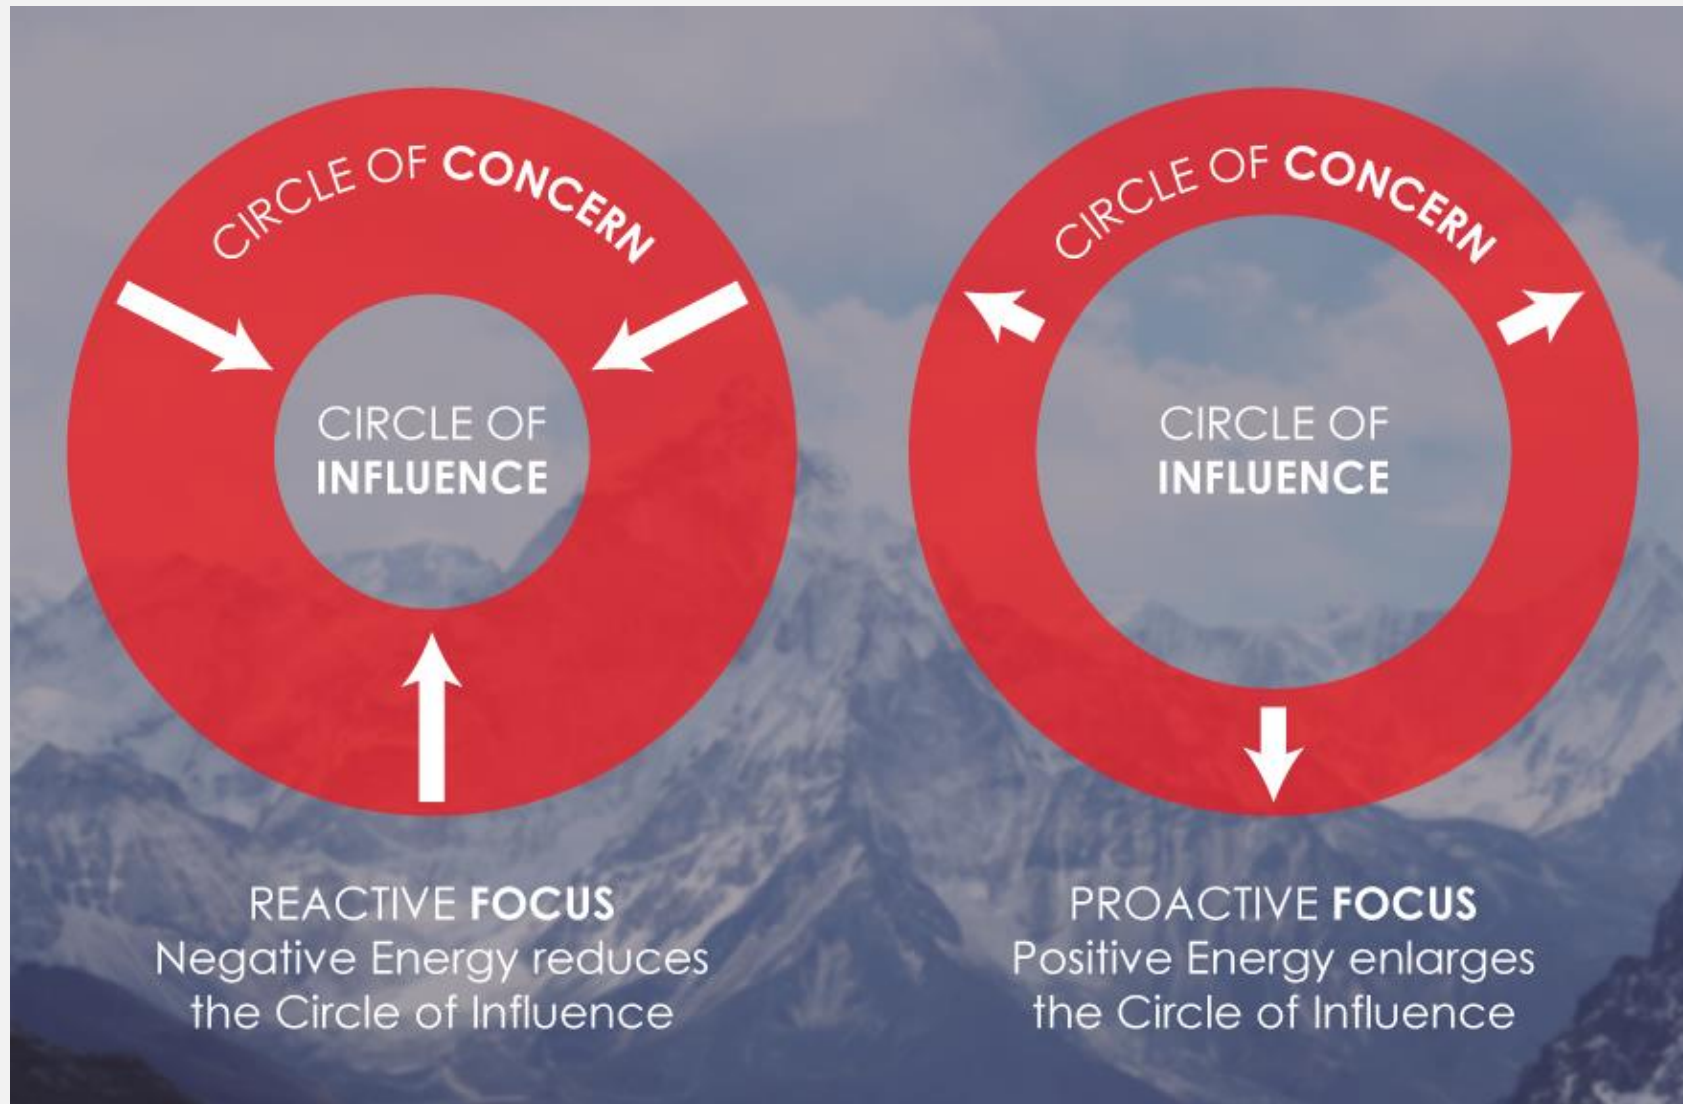 CIRCLE OF CONCERN
CIRCLE OF
INFLUENCE
REACTIVE FOCUS
Negative Energy reduces
the Circle of Influence
CIRCLE OF CONCERN
CIRCLE OF
INFLUENCE
PROACTIVE FOCUS
Positive Energy enlarges
the Circle of Influence